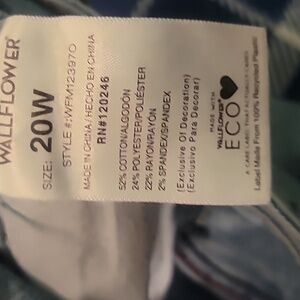 WALLFLOWER®
SIZE: 20W
STYLE #:WFM12397O
MADE IN CHINA / HECHO EN CHINA
RN#120246
52% COTTON/ALGODÓN
24% POLYESTER/POLIÉSTER
22% RAYON/RAYÓN
2% SPANDEX/SPANDEX
(Exclusive Of Decoration)
(Exclusivo Para Decorar)
MADE WITH
WALLFLOWER®
ECO
A CARE LABEL THAT ACTUALLY CARES
Label Made From 100% Recycled Plastic